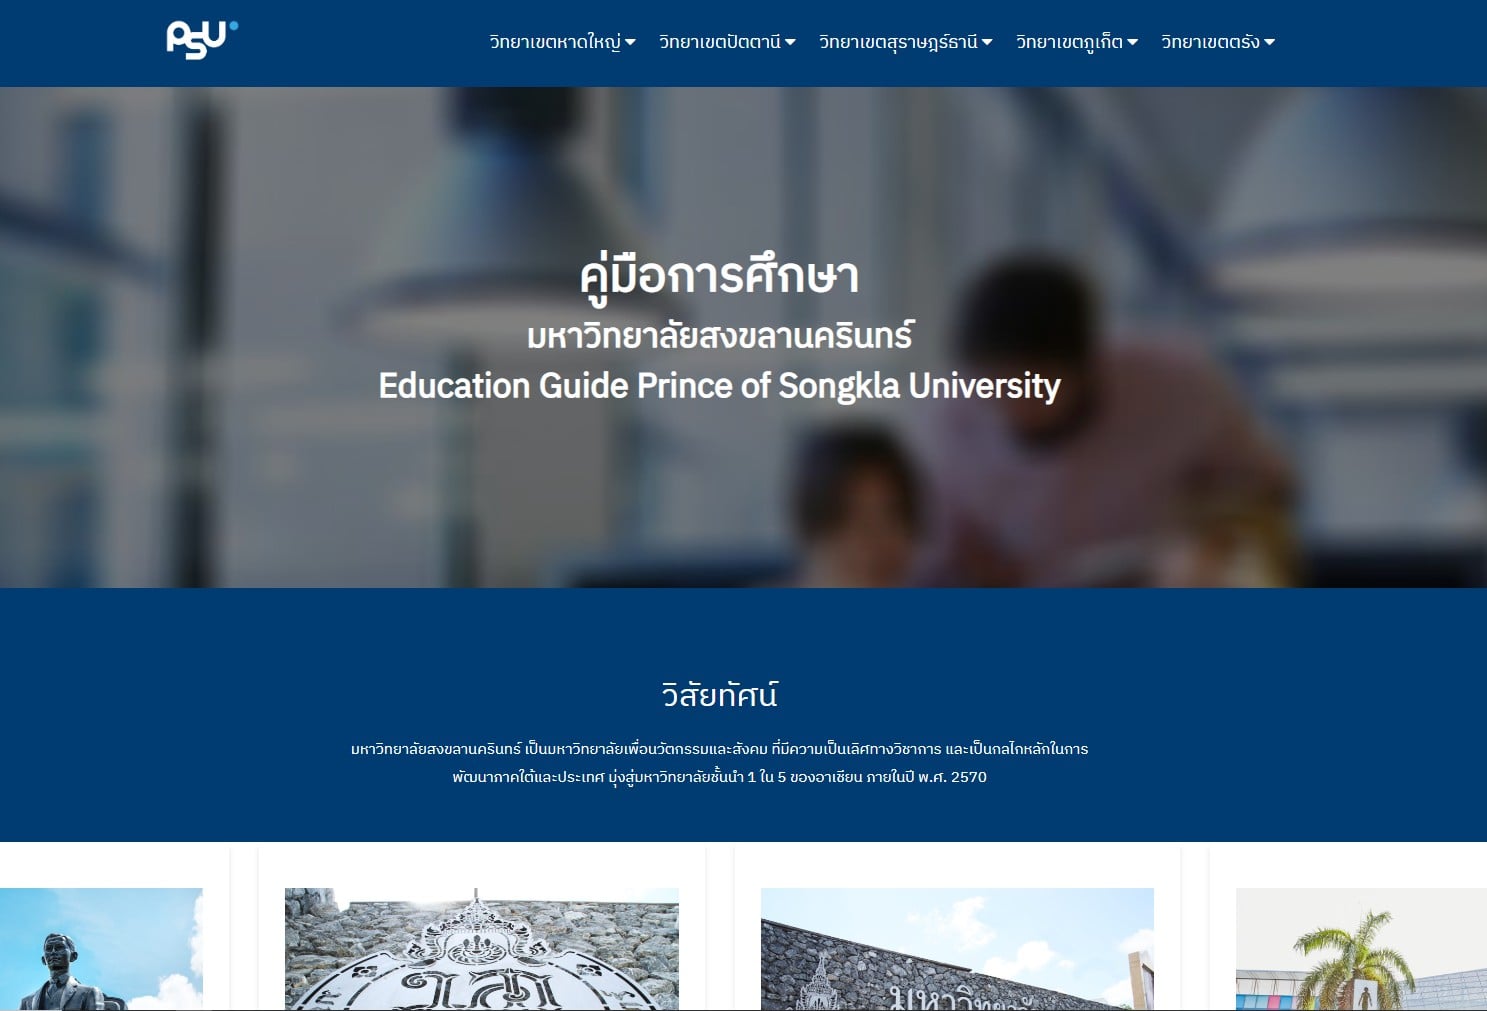 PSU
วิทยาเขตหาดใหญ่ วิทยาเขตปัตตานี วิทยาเขตสุราษฎร์ธานี วิทยาเขตภูเก็ต วิทยาเขตตรัง
คู่มือการศึกษา
มหาวิทยาลัยสงขลานครินทร์
Education Guide Prince of Songkla University
วิสัยทัศน์
มหาวิทยาลัยสงขลานครินทร์ เป็นมหาวิทยาลัยเพื่อนวัตกรรมและสังคม ที่มีความเป็นเลิศทางวิชาการ และเป็นกลไกหลักในการ
พัฒนาภาคใต้และประเทศ มุ่งสู่มหาวิทยาลัยชั้นนำ 1 ใน 5 ของอาเซียน ภายในปี พ.ศ. 2570